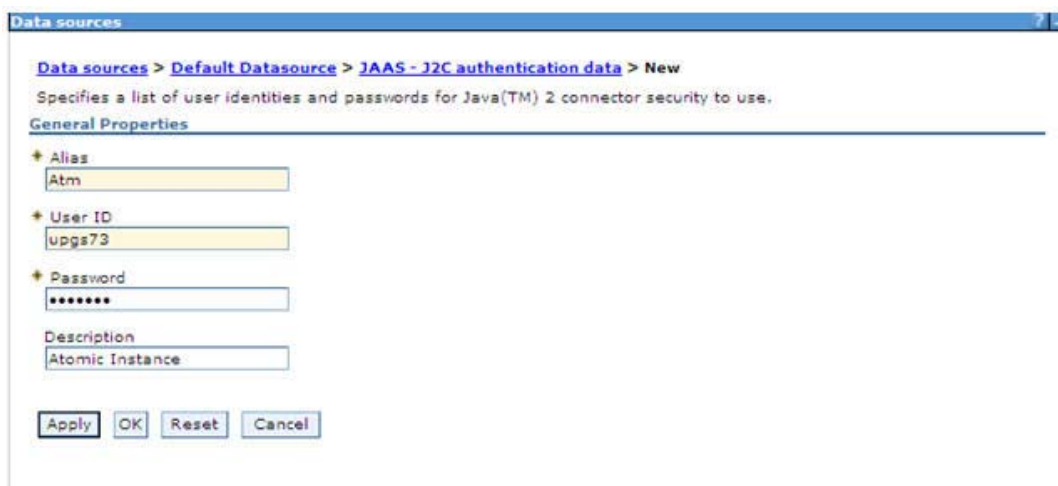 Data sources
?
Data sources > Default Datasource > JAAS - J2C authentication data > New
Specifies a list of user identities and passwords for Java(TM) 2 connector security to use.
General Properties
Alias
Atm
User ID
upgs73
Password
•••••••
Description
Atomic Instance
Apply OK Reset Cancel